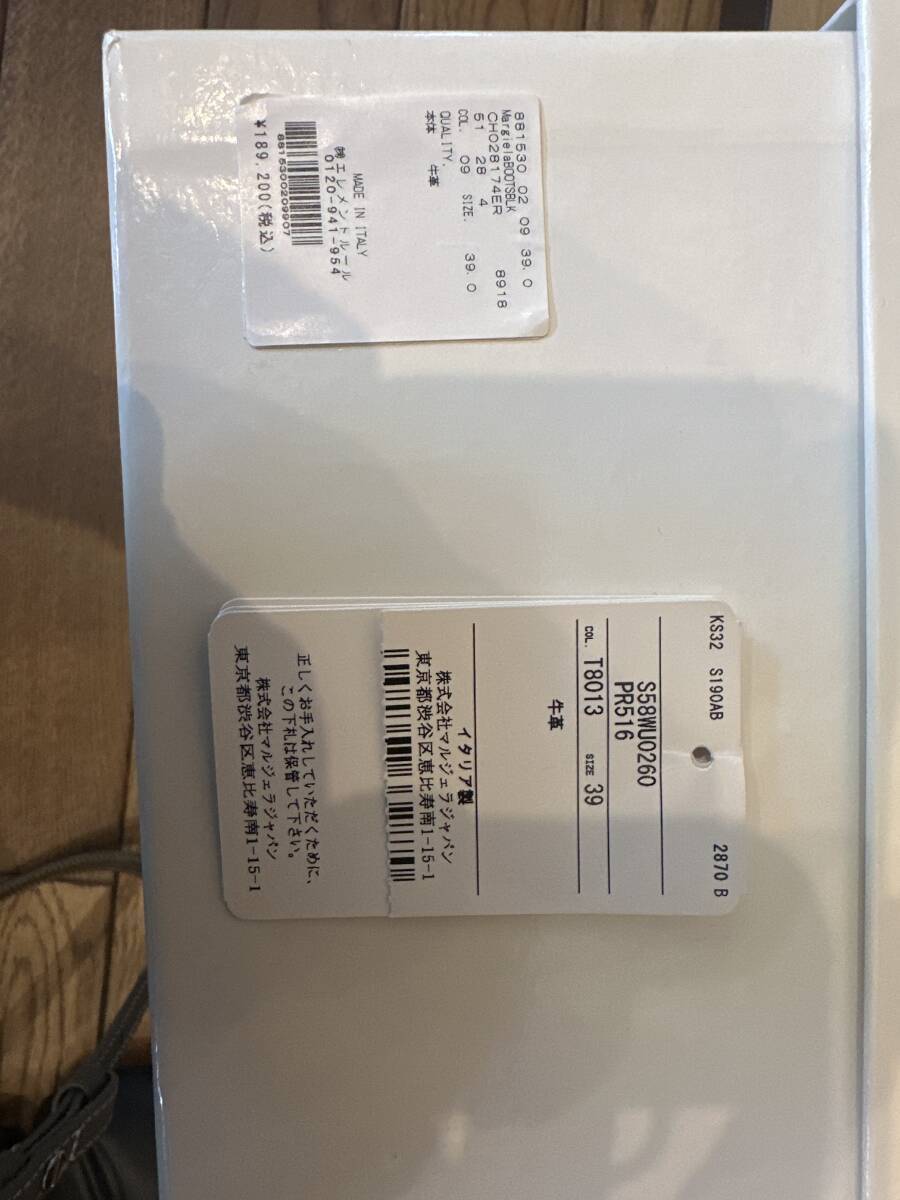 881530 02 09 39.0
MargielaBOOTSBLK
CH028174ER 8918
51 28 4
COL. 09 SIZE. 39.0
QUALITY.
本体 牛革
MADE IN ITALY
㈱エレメントルール
0120-941-954
8815300209907
¥189,200(税込)
KS32 S190AB 2870 B
S58WU0260
PR516
COL. T8013 SIZE 39
牛革
イタリア製
株式会社マルジェラジャパン
東京都渋谷区恵比寿南1-15-1
正しくお手入れしていただくために、
この下札は保管して下さい。
株式会社マルジェラジャパン
東京都渋谷区恵比寿南1-15-1